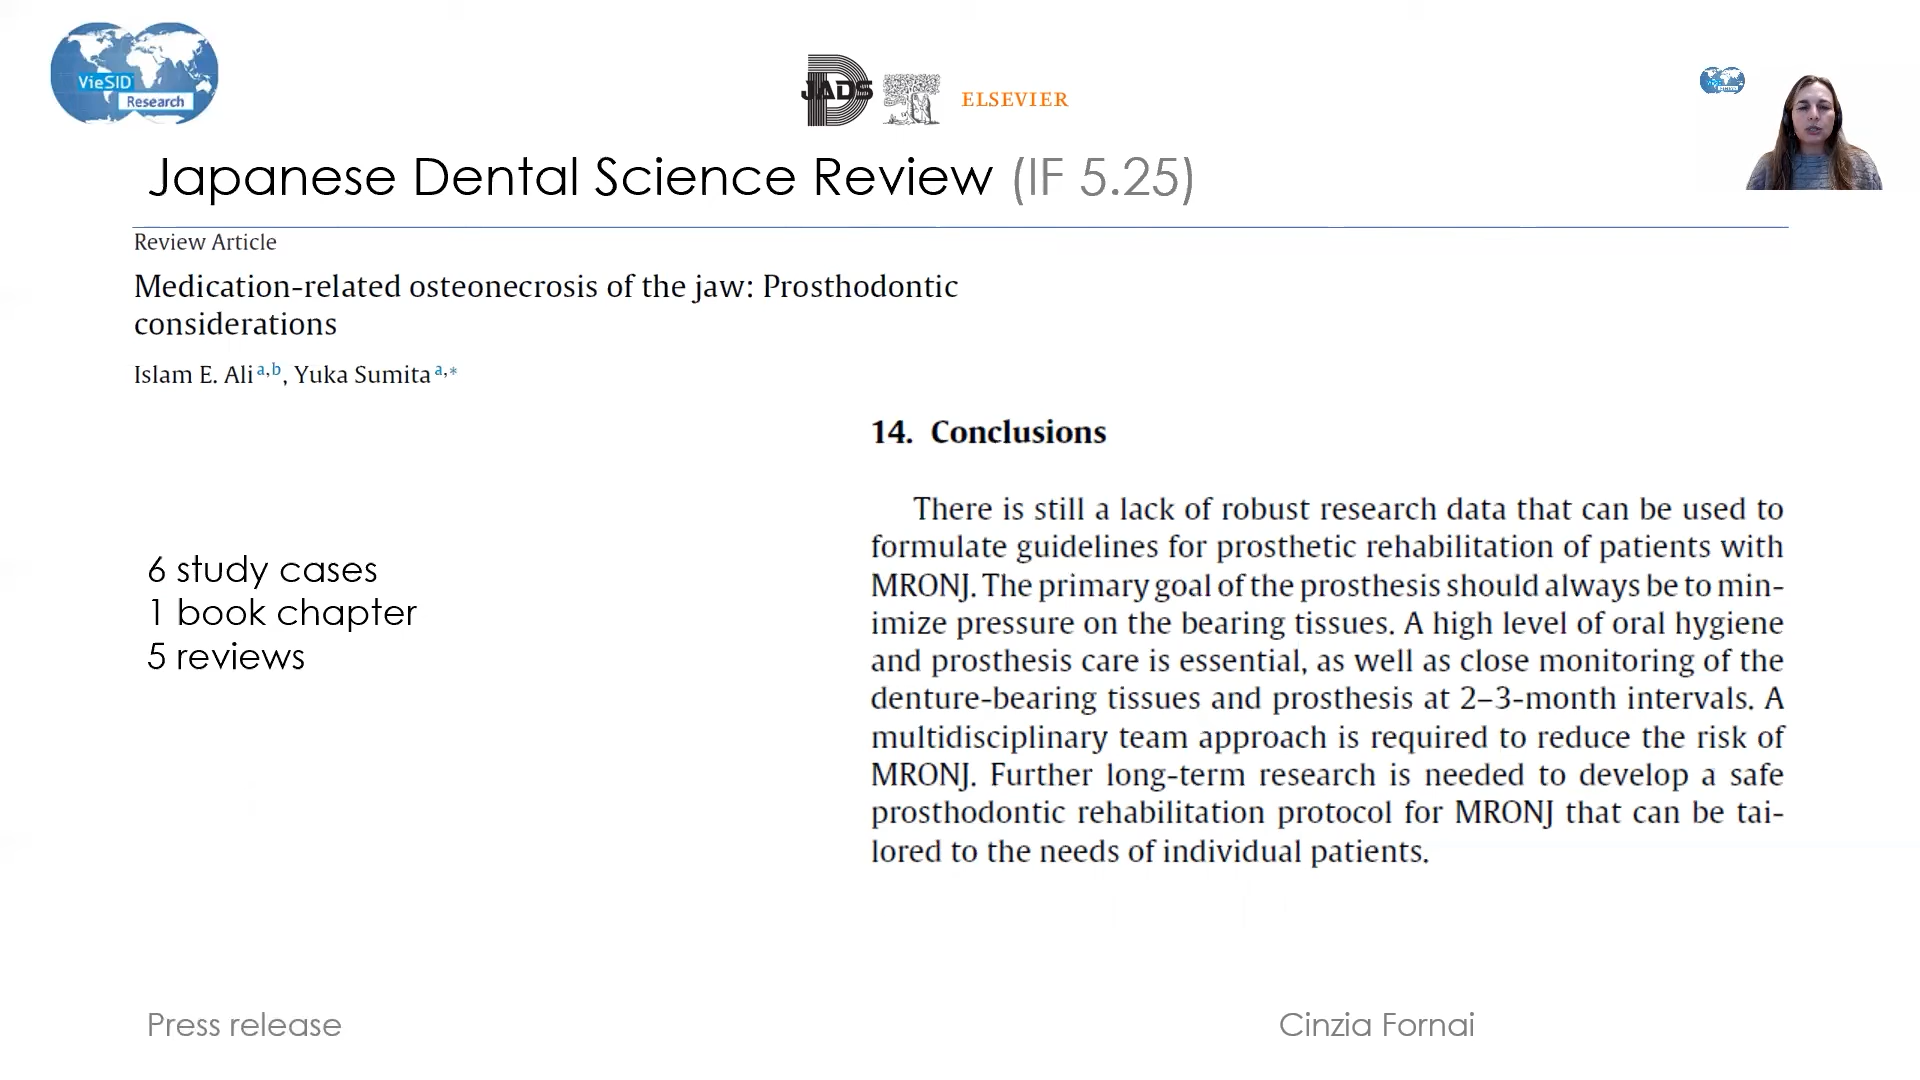 VieSID
Research
JADS
ELSEVIER
Japanese Dental Science Review (IF 5.25)
Review Article
Medication-related osteonecrosis of the jaw: Prosthodontic
considerations
Islam E. Ali a,b, Yuka Sumita a,*
14. Conclusions
There is still a lack of robust research data that can be used to
formulate guidelines for prosthetic rehabilitation of patients with
MRONJ. The primary goal of the prosthesis should always be to min-
imize pressure on the bearing tissues. A high level of oral hygiene
and prosthesis care is essential, as well as close monitoring of the
denture-bearing tissues and prosthesis at 2–3-month intervals. A
multidisciplinary team approach is required to reduce the risk of
MRONJ. Further long-term research is needed to develop a safe
prosthodontic rehabilitation protocol for MRONJ that can be tai-
lored to the needs of individual patients.
6 study cases
1 book chapter
5 reviews
Press release
Cinzia Fornai